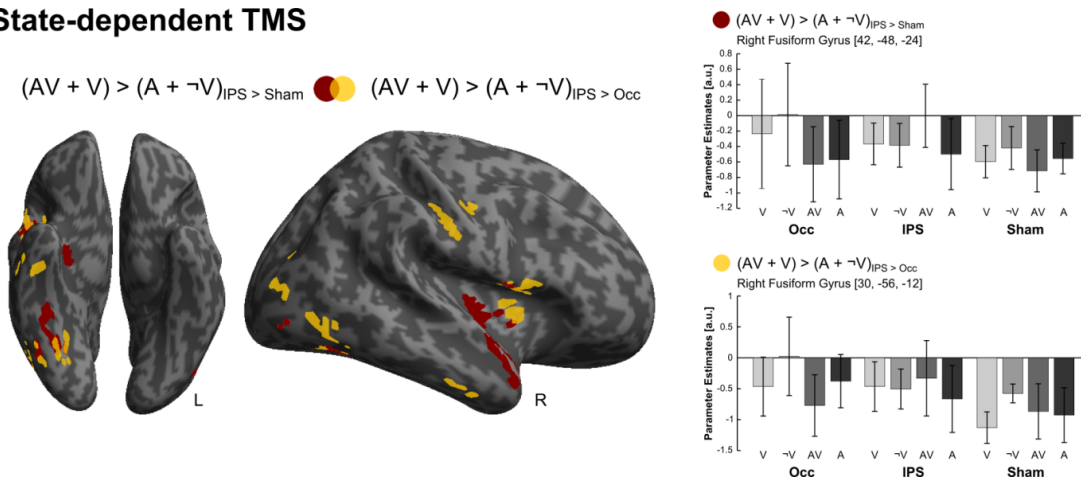 State-dependent TMS
(AV + V) > (A + ¬V)IPS > Sham
(AV + V) > (A + ¬V)IPS > Occ
L
R
(AV + V) > (A + ¬V)IPS > Sham
Right Fusiform Gyrus [42, -48, -24]
Parameter Estimates [a.u.]
0.8
0.6
0.4
0.2
0
-0.2
-0.4
-0.6
-0.8
-1
-1.2
V ¬V AV A V ¬V AV A V ¬V AV A
Occ IPS Sham
(AV + V) > (A + ¬V)IPS > Occ
Right Fusiform Gyrus [30, -56, -12]
Parameter Estimates [a.u.]
1
0.5
0
-0.5
-1
-1.5
V ¬V AV A V ¬V AV A V ¬V AV A
Occ IPS Sham